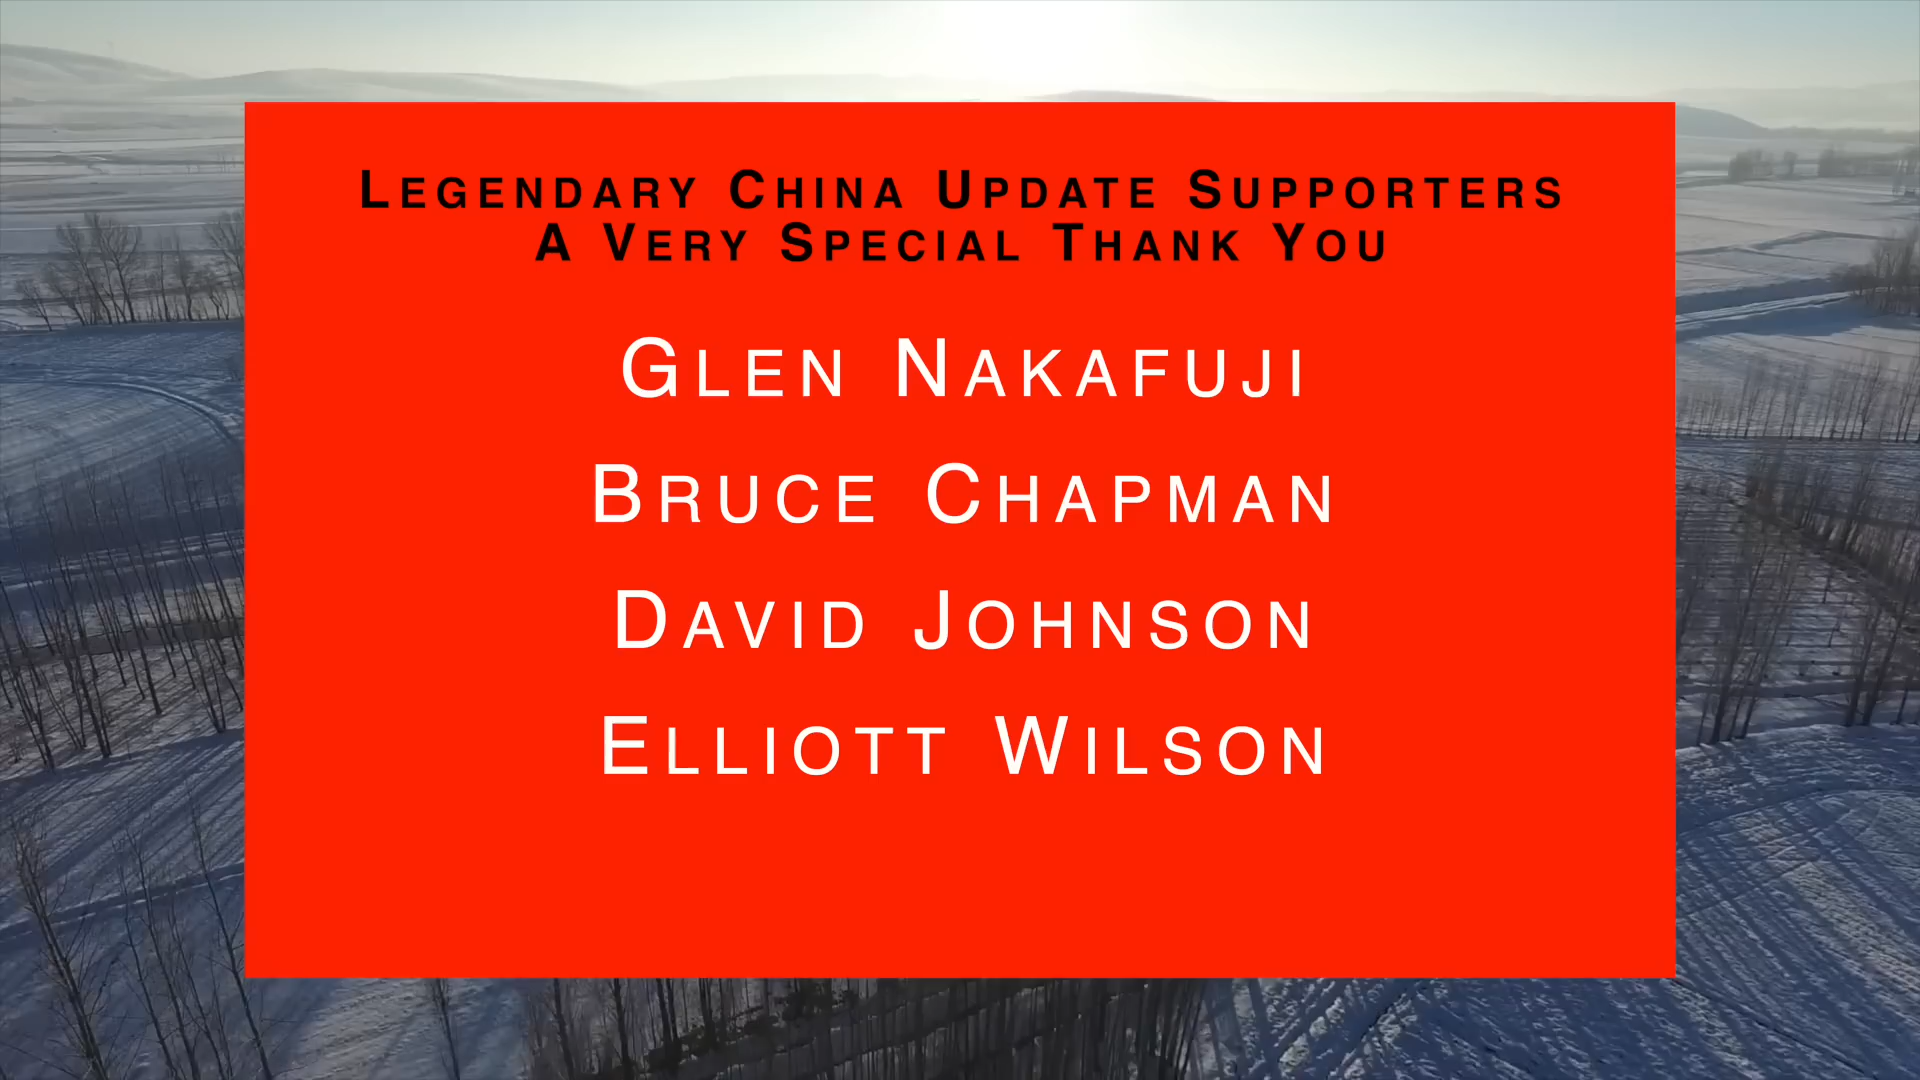 Legendary China Update Supporters
A Very Special Thank You
Glen Nakafuji
Bruce Chapman
David Johnson
Elliott Wilson